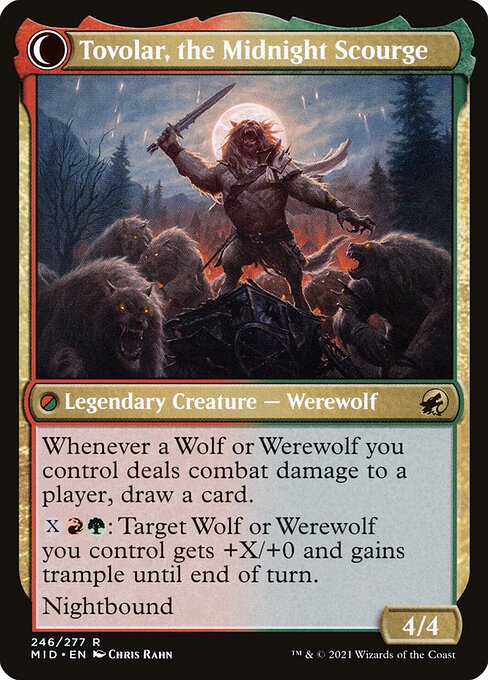 Tovolar, the Midnight Scourge
Legendary Creature — Werewolf
Whenever a Wolf or Werewolf you
control deals combat damage to a
player, draw a card.
X: Target Wolf or Werewolf
you control gets +X/+0 and gains
trample until end of turn.
Nightbound
4/4
246/277 R
MID • EN Chris Rahn
™ & © 2021 Wizards of the Coast